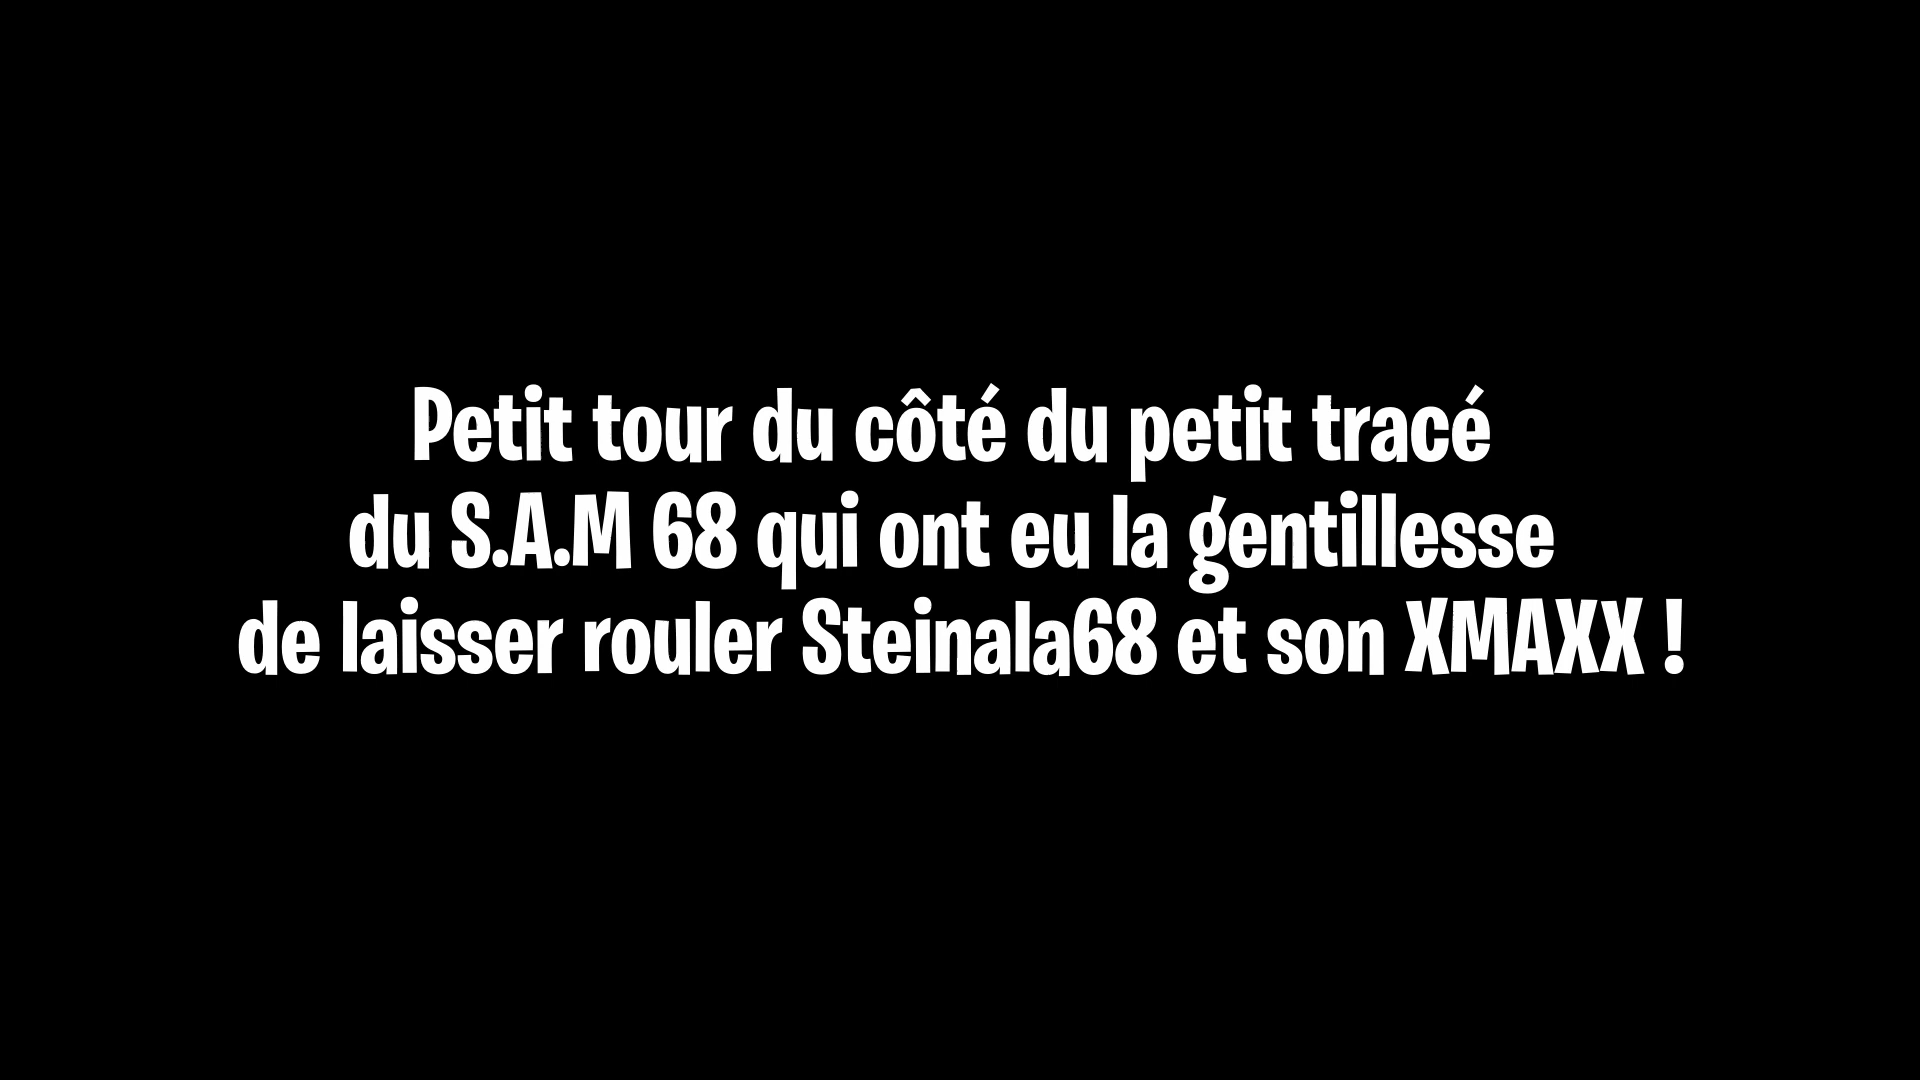 Petit tour du côté du petit tracé
du S.A.M 68 qui ont eu la gentillesse
de laisser rouler Steinala68 et son XMAXX !